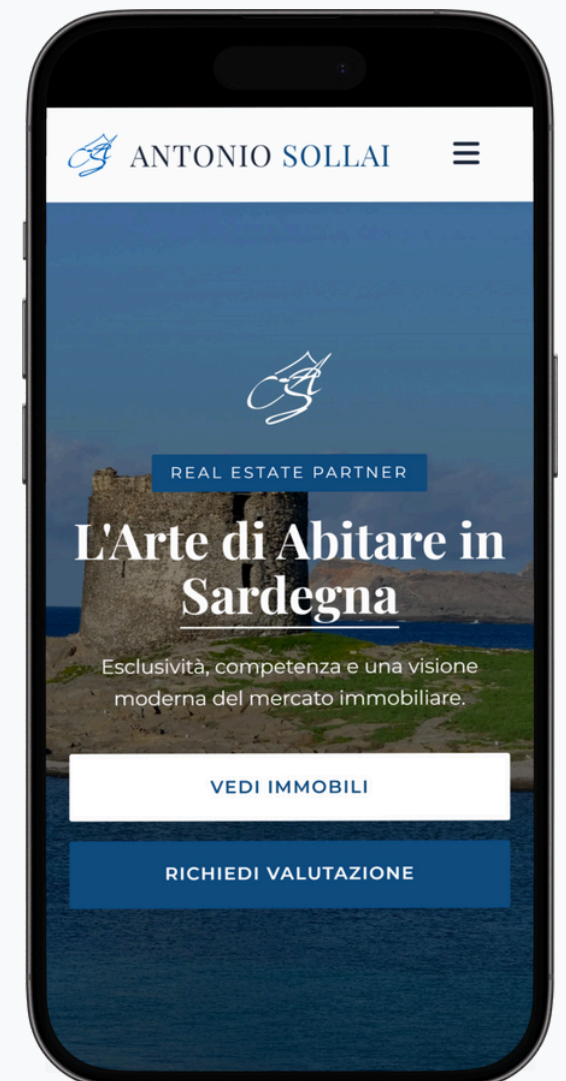 ANTONIO SOLLAI
REAL ESTATE PARTNER
L'Arte di Abitare in
Sardegna
Esclusività, competenza e una visione
moderna del mercato immobiliare.
VEDI IMMOBILI
RICHIEDI VALUTAZIONE